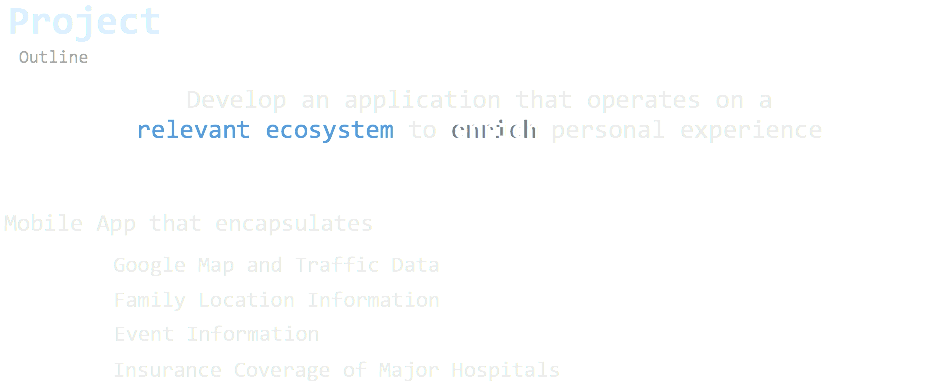 Project
Outline
Develop an application that operates on a
relevant ecosystem to enrich personal experience
Mobile App that encapsulates
Google Map and Traffic Data
Family Location Information
Event Information
Insurance Coverage of Major Hospitals